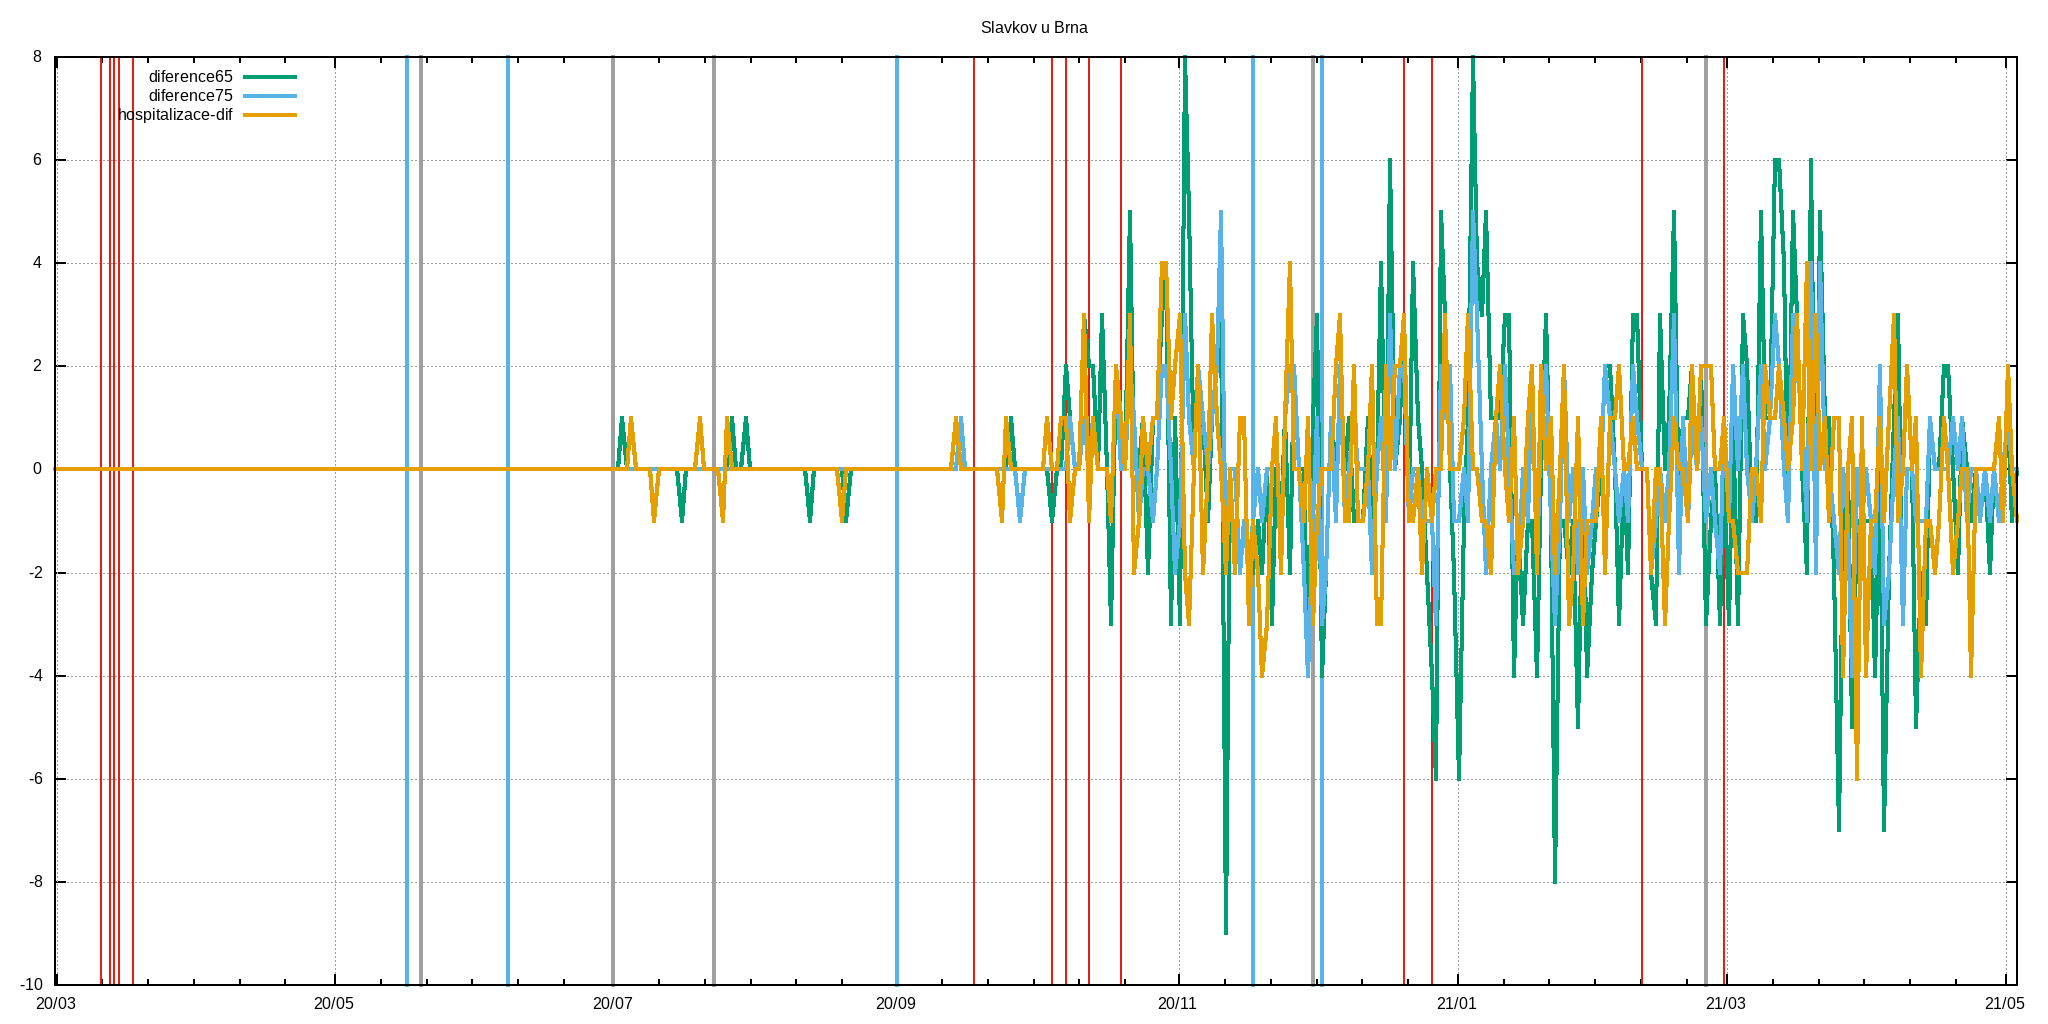 Slavkov u Brna
8
diference65
diference75
hospitalizace-dif
6
4
2
0
-2
-4
-6
-8
-10
20/03 20/05 20/07 20/09 20/11 21/01 21/03 21/05